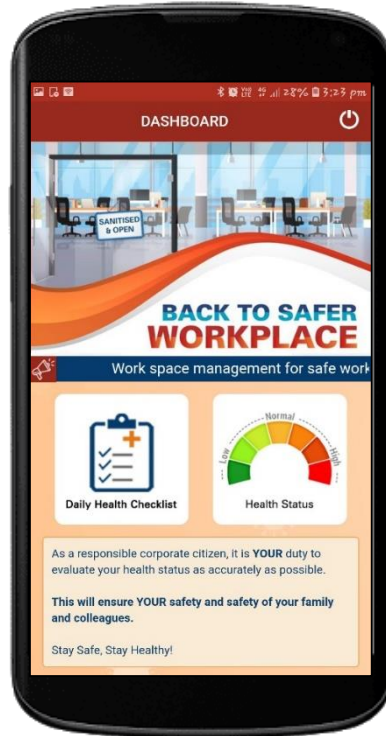 28% 3:23 pm
DASHBOARD
SANITISED
& OPEN
BACK TO SAFER
WORKPLACE
Work space management for safe work
Daily Health Checklist
Low
Normal
High
Health Status
As a responsible corporate citizen, it is YOUR duty to
evaluate your health status as accurately as possible.
This will ensure YOUR safety and safety of your family
and colleagues.
Stay Safe, Stay Healthy!